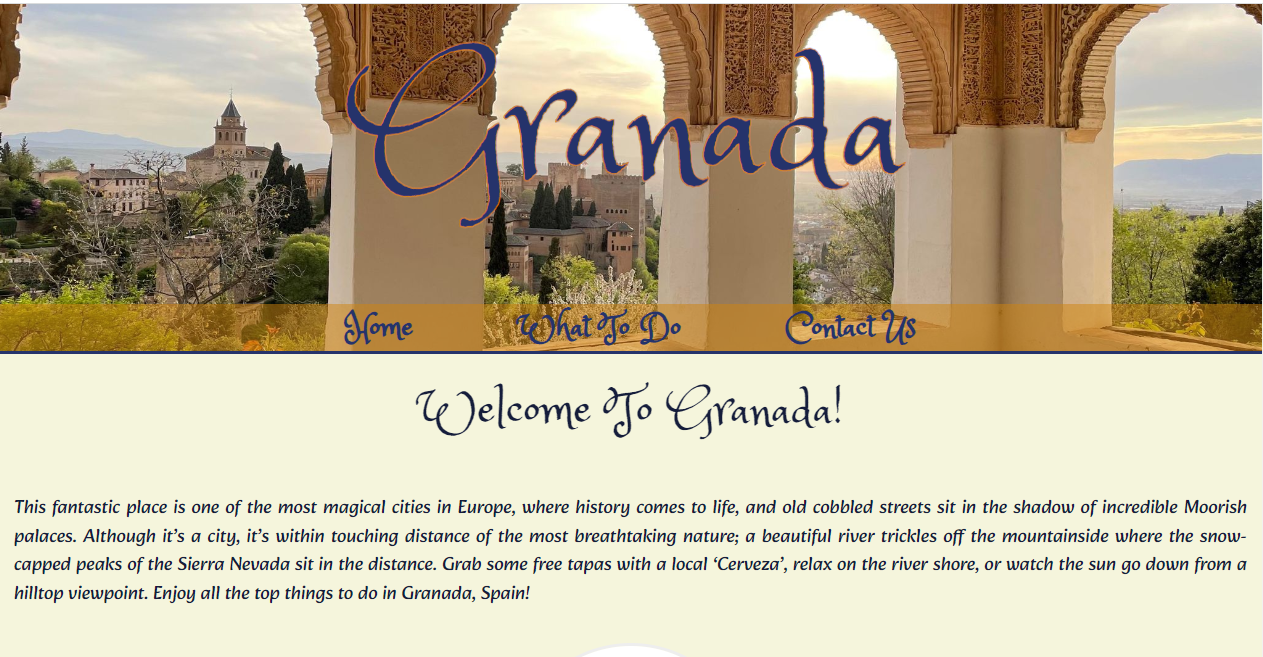 Granada
Home What To Do Contact Us
Welcome To Granada!
This fantastic place is one of the most magical cities in Europe, where history comes to life, and old cobbled streets sit in the shadow of incredible Moorish
palaces. Although it’s a city, it’s within touching distance of the most breathtaking nature; a beautiful river trickles off the mountainside where the snow-
capped peaks of the Sierra Nevada sit in the distance. Grab some free tapas with a local ‘Cerveza’, relax on the river shore, or watch the sun go down from a
hilltop viewpoint. Enjoy all the top things to do in Granada, Spain!